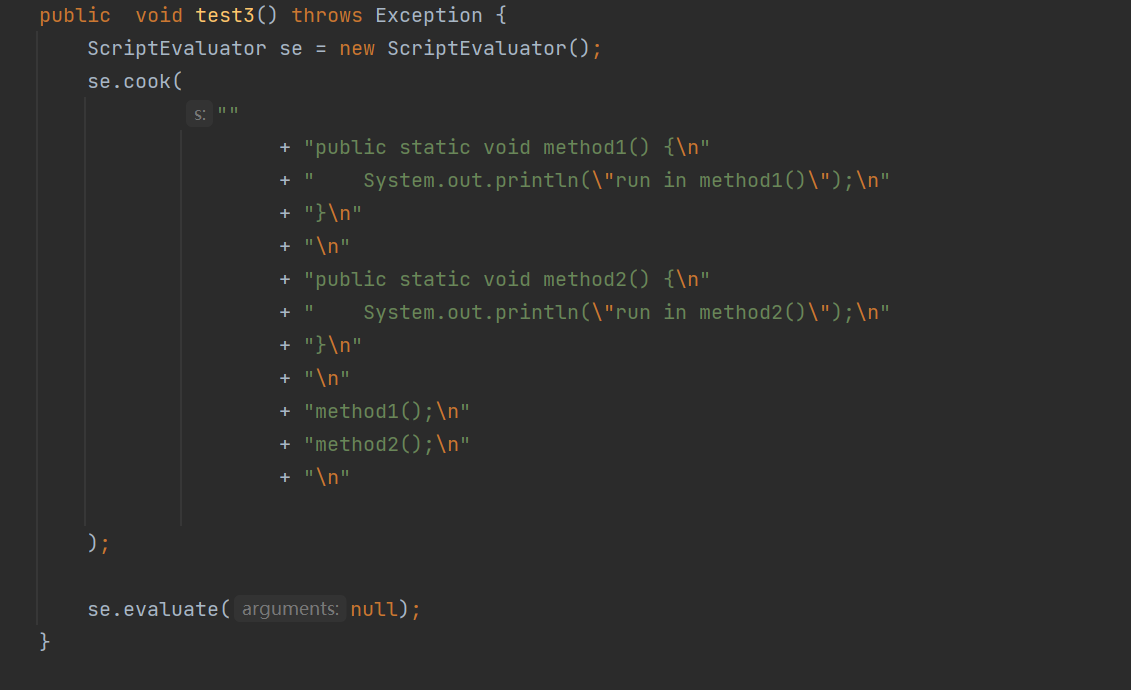 public  void test3() throws Exception {
    ScriptEvaluator se = new ScriptEvaluator();
    se.cook(
            s: ""
                    + "public static void method1() {\n"
                    + "    System.out.println(\"run in method1()\");\n"
                    + "}\n"
                    + "\n"
                    + "public static void method2() {\n"
                    + "    System.out.println(\"run in method2()\");\n"
                    + "}\n"
                    + "\n"
                    + "method1();\n"
                    + "method2();\n"
                    + "\n"
    );
    se.evaluate( arguments: null);
}